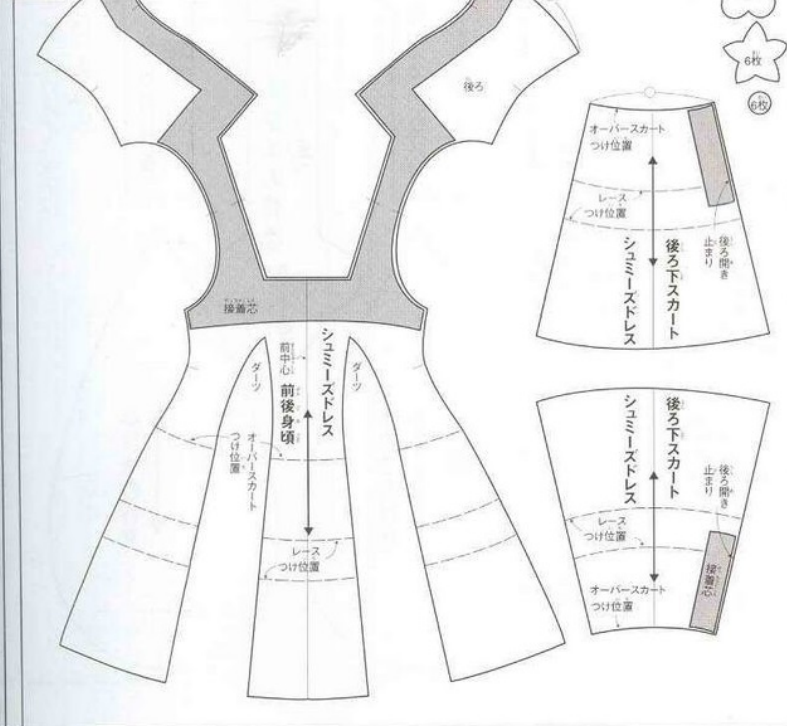 後ろ
6枚
6枚
オーバースカート
つけ位置
レース
つけ位置
シュミーズドレス
後ろ下スカート
後ろ開き
止まり
接着芯
前中心
シュミーズドレス
前後身頃
ダーツ
ダーツ
オーバースカート
つけ位置
レース
つけ位置
シュミーズドレス
後ろ下スカート
後ろ開き
止まり
レース
つけ位置
オーバースカート
つけ位置
接着芯